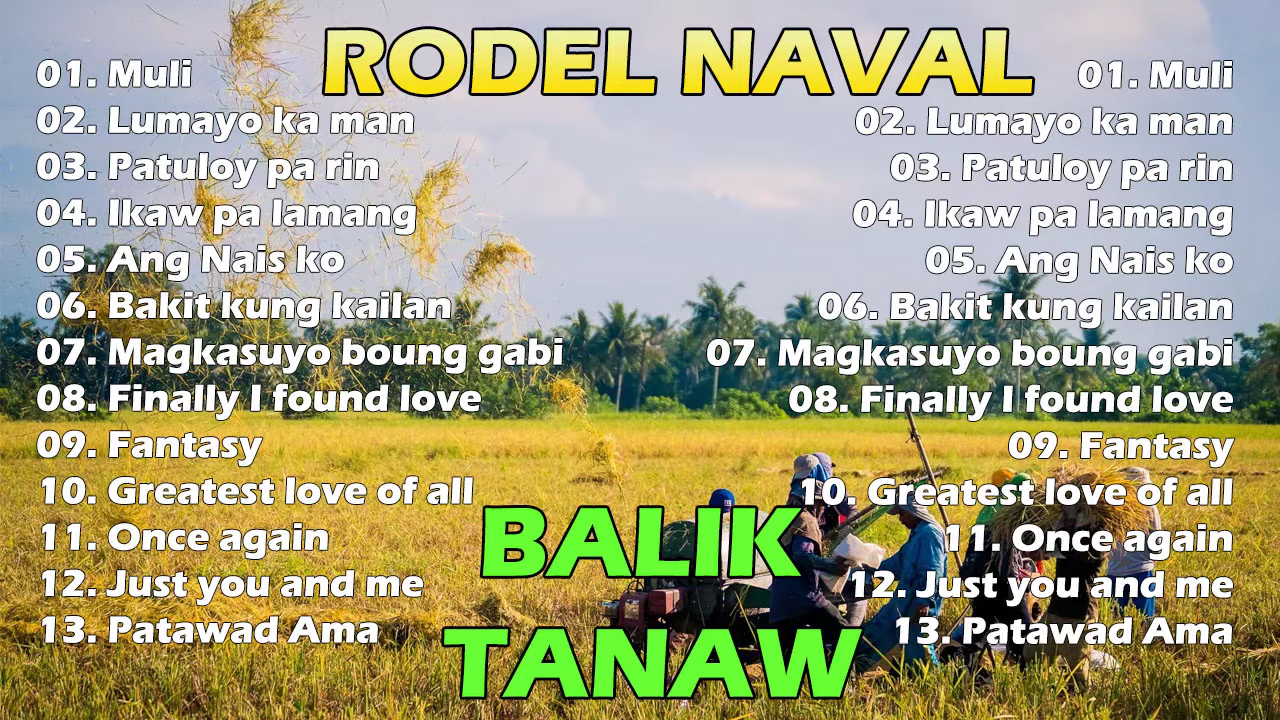 RODEL NAVAL
01. Muli
02. Lumayo ka man
03. Patuloy pa rin
04. Ikaw pa lamang
05. Ang Nais ko
06. Bakit kung kailan
07. Magkasuyo boung gabi
08. Finally I found love
09. Fantasy
10. Greatest love of all
11. Once again
12. Just you and me
13. Patawad Ama
01. Muli
02. Lumayo ka man
03. Patuloy pa rin
04. Ikaw pa lamang
05. Ang Nais ko
06. Bakit kung kailan
07. Magkasuyo boung gabi
08. Finally I found love
09. Fantasy
10. Greatest love of all
11. Once again
12. Just you and me
13. Patawad Ama
BALIK
TANAW